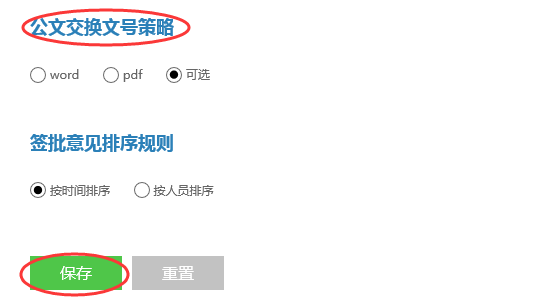 公文交换文号策略
word pdf 可选
签批意见排序规则
按时间排序 按人员排序
保存 重置